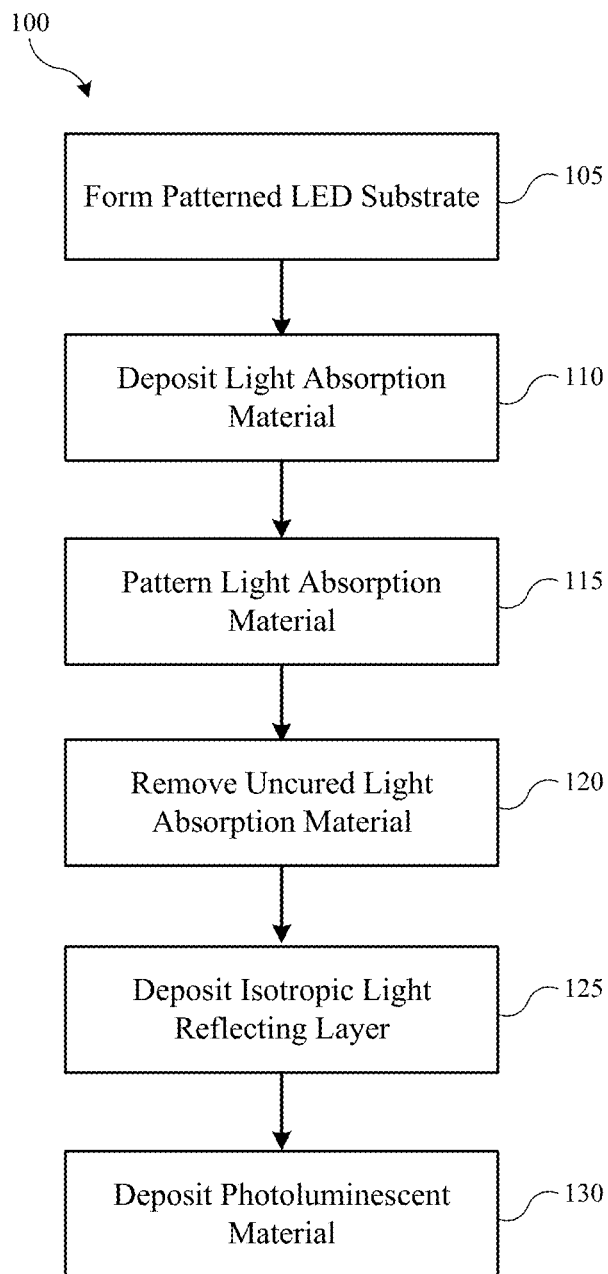 100
Form Patterned LED Substrate
105
Deposit Light Absorption
Material
110
Pattern Light Absorption
Material
115
Remove Uncured Light
Absorption Material
120
Deposit Isotropic Light
Reflecting Layer
125
Deposit Photoluminescent
Material
130